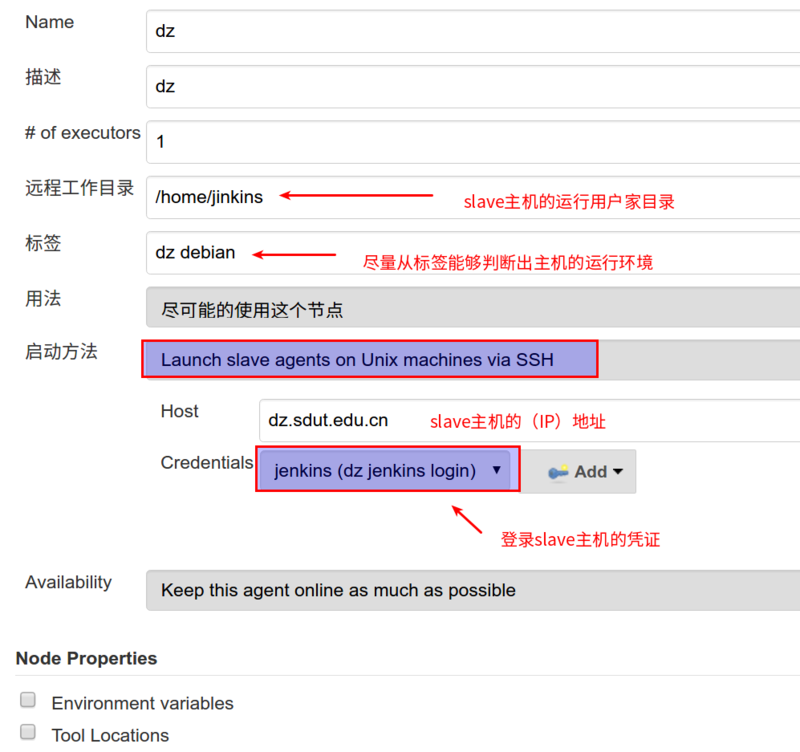 Name
dz
描述
dz
# of executors
1
远程工作目录
/home/jinkins
slave主机的运行用户家目录
标签
dz debian
尽量从标签能够判断出主机的运行环境
用法
尽可能的使用这个节点
启动方法
Launch slave agents on Unix machines via SSH
Host
dz.sdut.edu.cn
slave主机的（IP）地址
Credentials
jenkins (dz jenkins login)
Add
登录slave主机的凭证
Availability
Keep this agent online as much as possible
Node Properties
Environment variables
Tool Locations